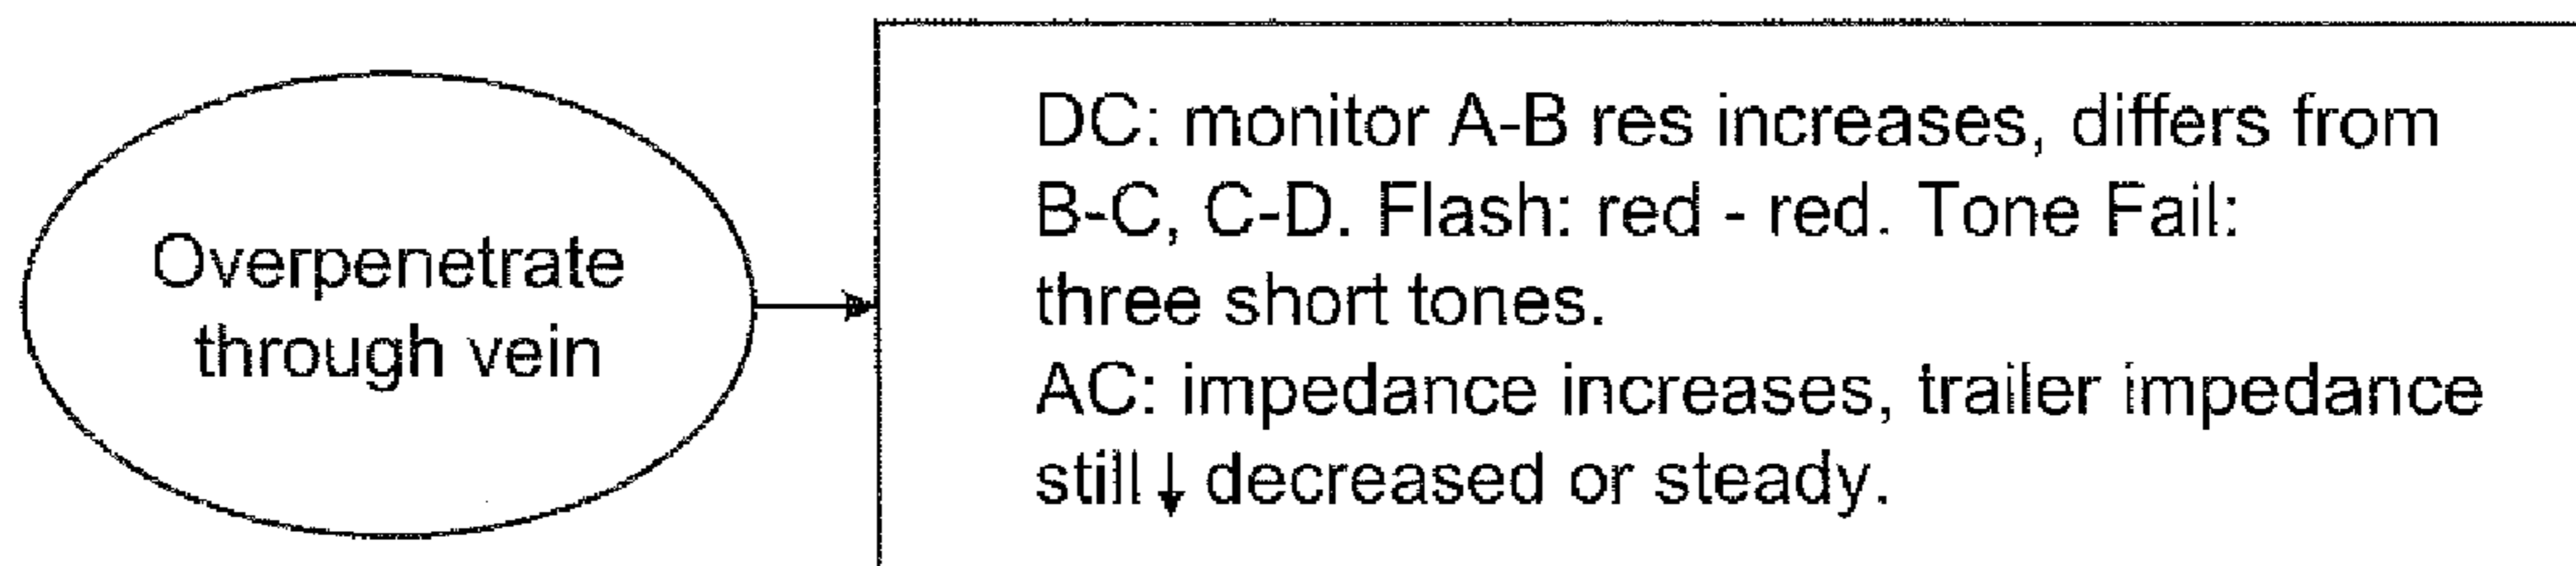 Overpenetrate
through vein
DC: monitor A-B res increases, differs from
B-C, C-D. Flash: red - red. Tone Fail:
three short tones.
AC: impedance increases, trailer impedance
still ↓ decreased or steady.